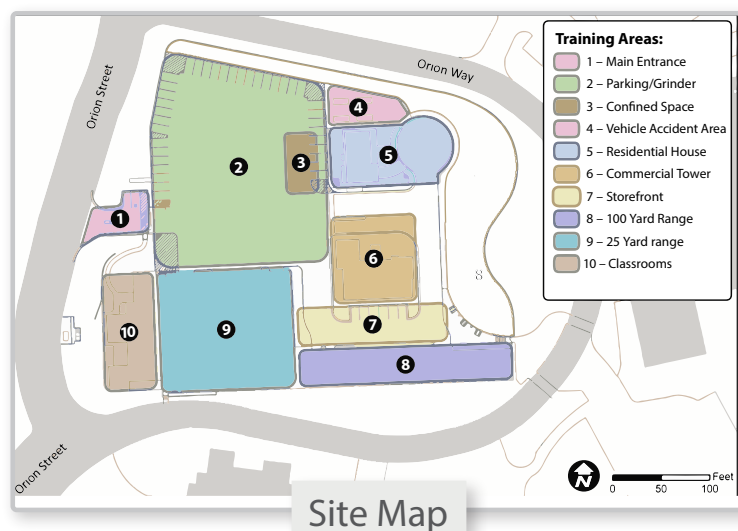 Orion Way
Orion Street
Training Areas:
1 – Main Entrance
2 – Parking/Grinder
3 – Confined Space
4 – Vehicle Accident Area
5 – Residential House
6 – Commercial Tower
7 – Storefront
8 – 100 Yard Range
9 – 25 Yard range
10 – Classrooms
4
5
3
2
1
6
7
10
9
8
Orion Street
N
Feet
0 50 100
Site Map